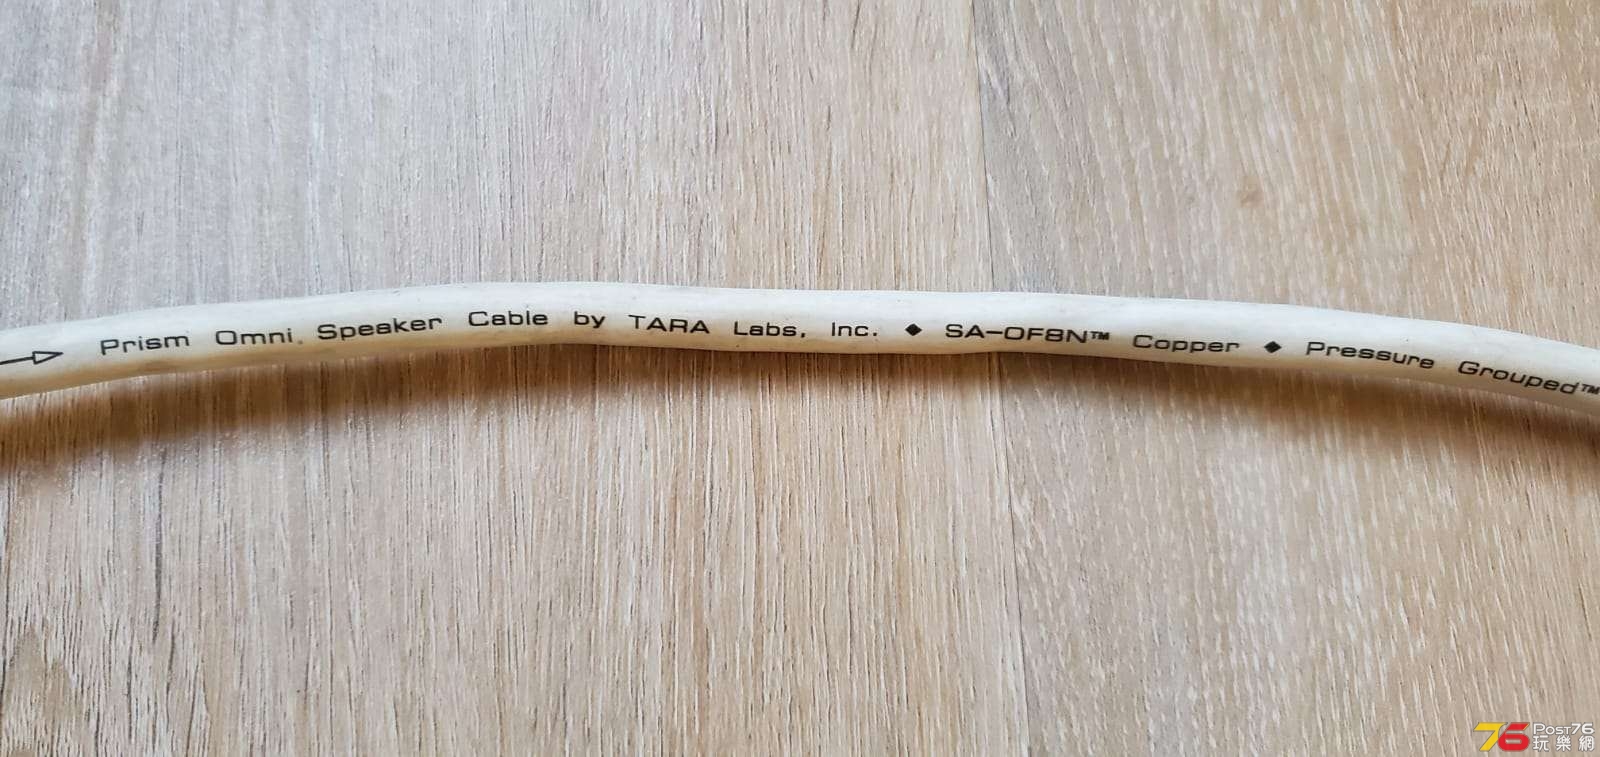 Prism Omni Speaker Cable by TARA Labs, Inc. ◆ SA-OF8N™ Copper ◆ Pressure Grouped™
76 Post76
玩樂網